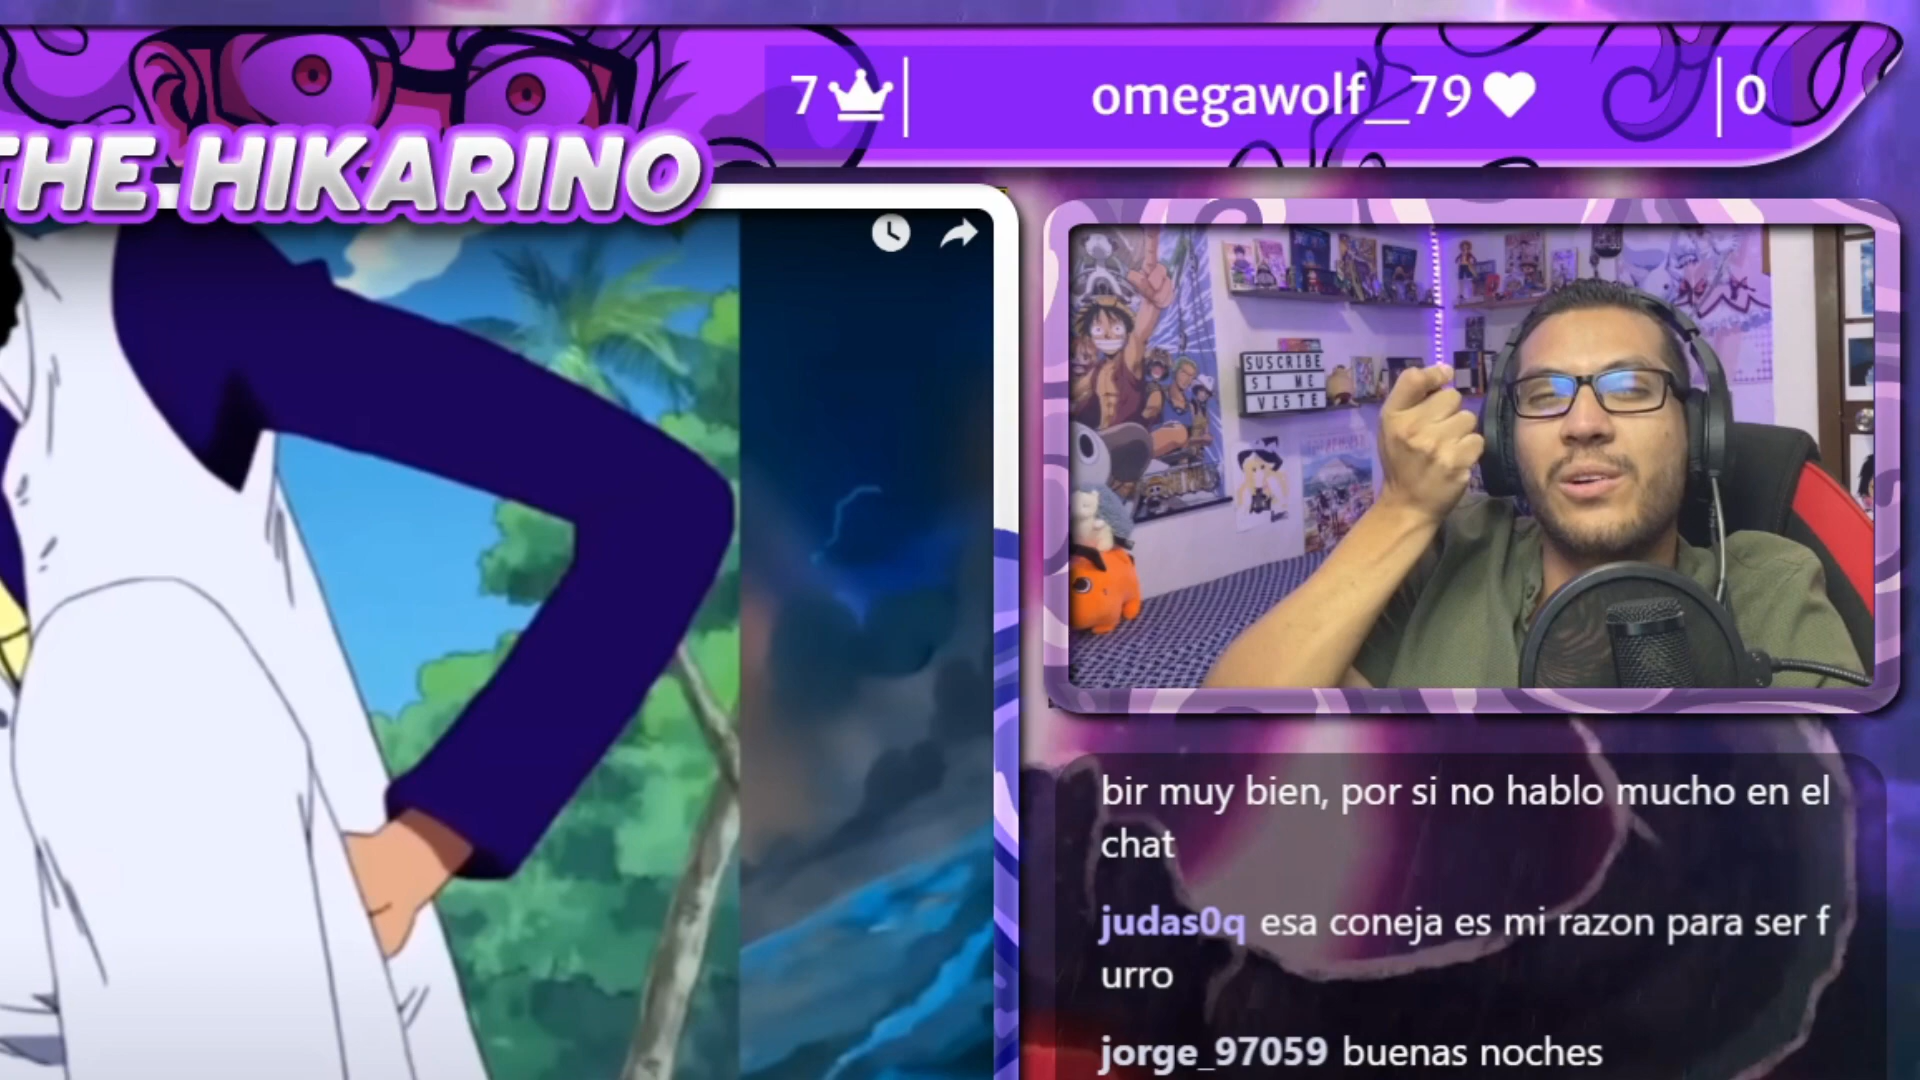 7
omegawolf__79
0
THE HIKARINO
SUSCRIBE
SI ME
VISTE
bir muy bien, por si no hablo mucho en el
chat
judas0q esa coneja es mi razon para ser f
urro
jorge_97059 buenas noches